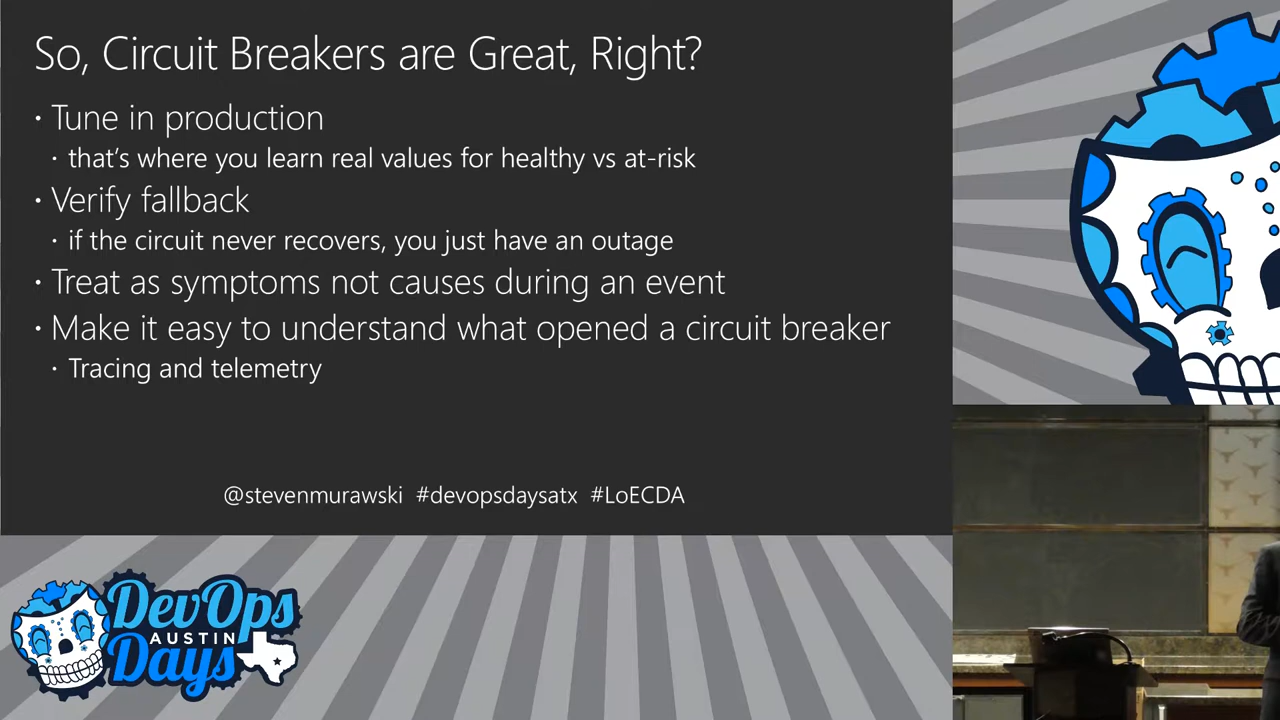 So, Circuit Breakers are Great, Right?
• Tune in production
• that's where you learn real values for healthy vs at-risk
• Verify fallback
• if the circuit never recovers, you just have an outage
• Treat as symptoms not causes during an event
• Make it easy to understand what opened a circuit breaker
• Tracing and telemetry
@stevenmurawski #devopsdaysatx #LoECDA
DevOps
AUSTIN
Days